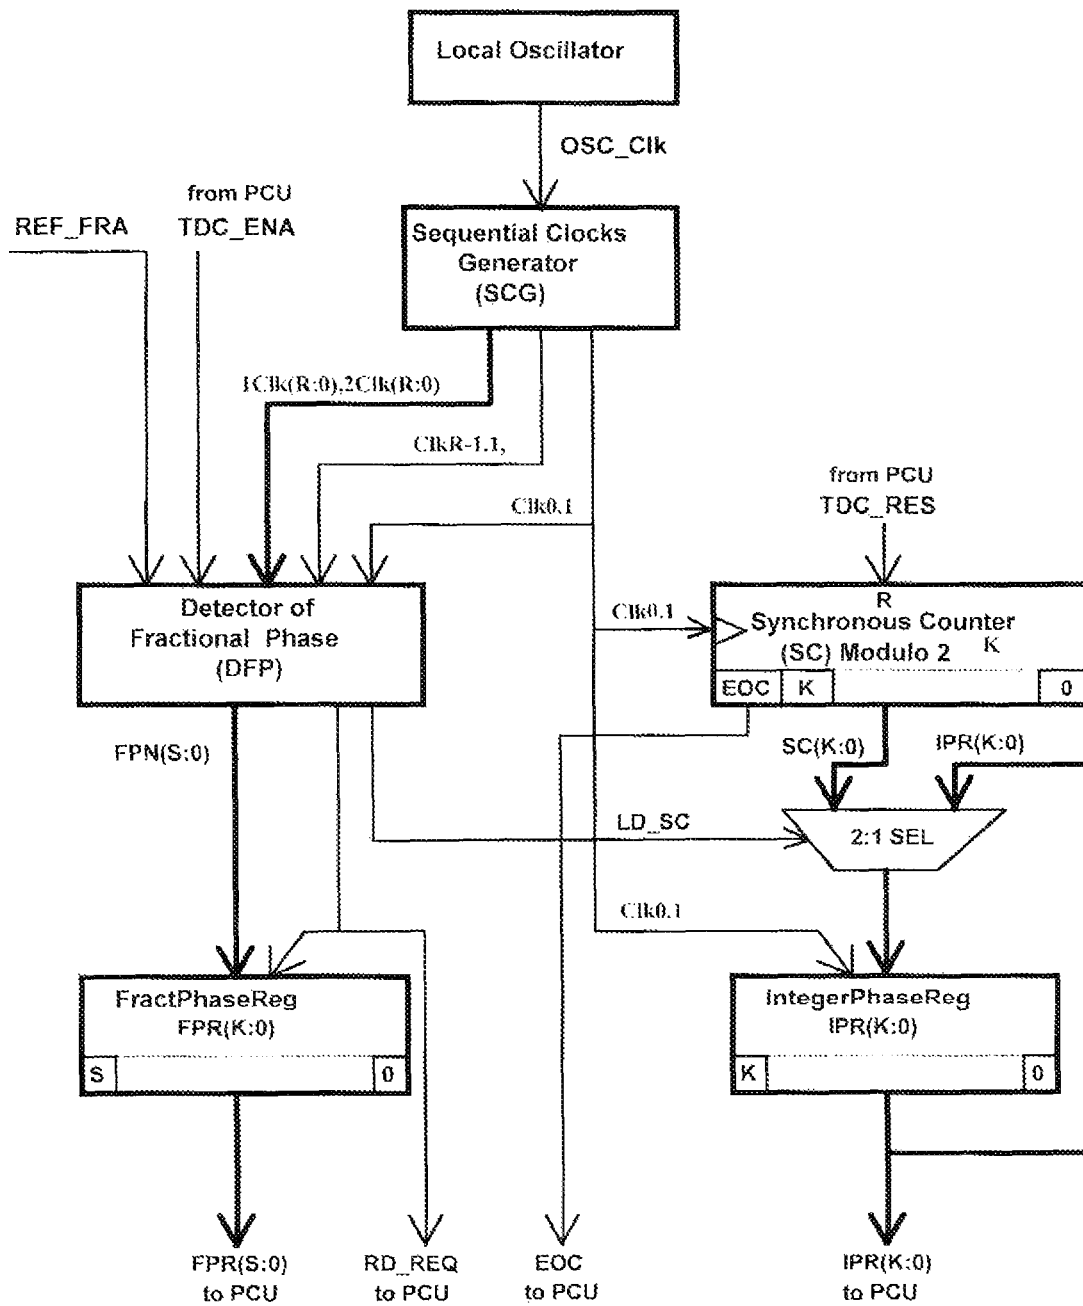 Local Oscillator
OSC_Clk
from PCU
REF_FRA
TDC_ENA
Sequential Clocks
Generator
(SCG)
1Clk(R:0),2Clk(R:0)
ClkR-1.1,
Clk0.1
from PCU
TDC_RES
Detector of
Fractional Phase
(DFP)
Clk0.1
R
Synchronous Counter
(SC) Modulo 2 K
EOC K 0
FPN(S:0)
SC(K:0)
IPR(K:0)
LD_SC
2:1 SEL
Clk0.1
FractPhaseReg
FPR(K:0)
S 0
IntegerPhaseReg
IPR(K:0)
K 0
FPR(S:0)
to PCU
RD_REQ
to PCU
EOC
to PCU
IPR(K:0)
to PCU